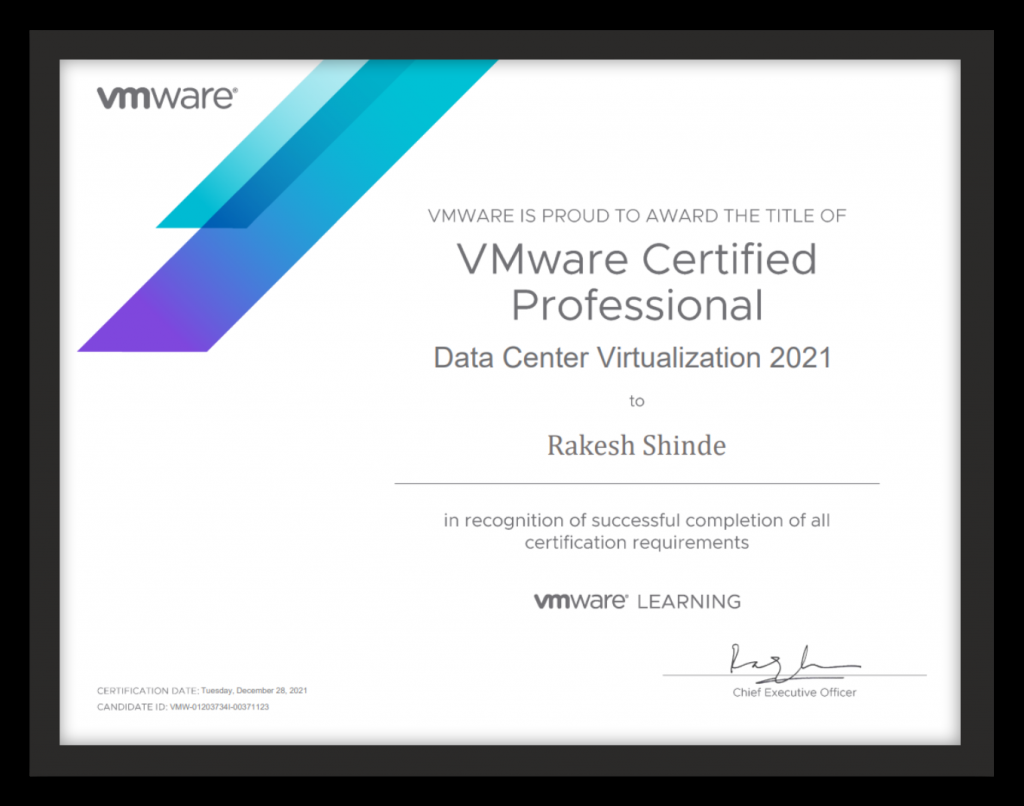 vmware®
VMWARE IS PROUD TO AWARD THE TITLE OF
VMware Certified
Professional
Data Center Virtualization 2021
to
Rakesh Shinde
in recognition of successful completion of all
certification requirements
vmware® LEARNING
Chief Executive Officer
CERTIFICATION DATE: Tuesday, December 28, 2021
CANDIDATE ID: VMW-01203734I-00371123